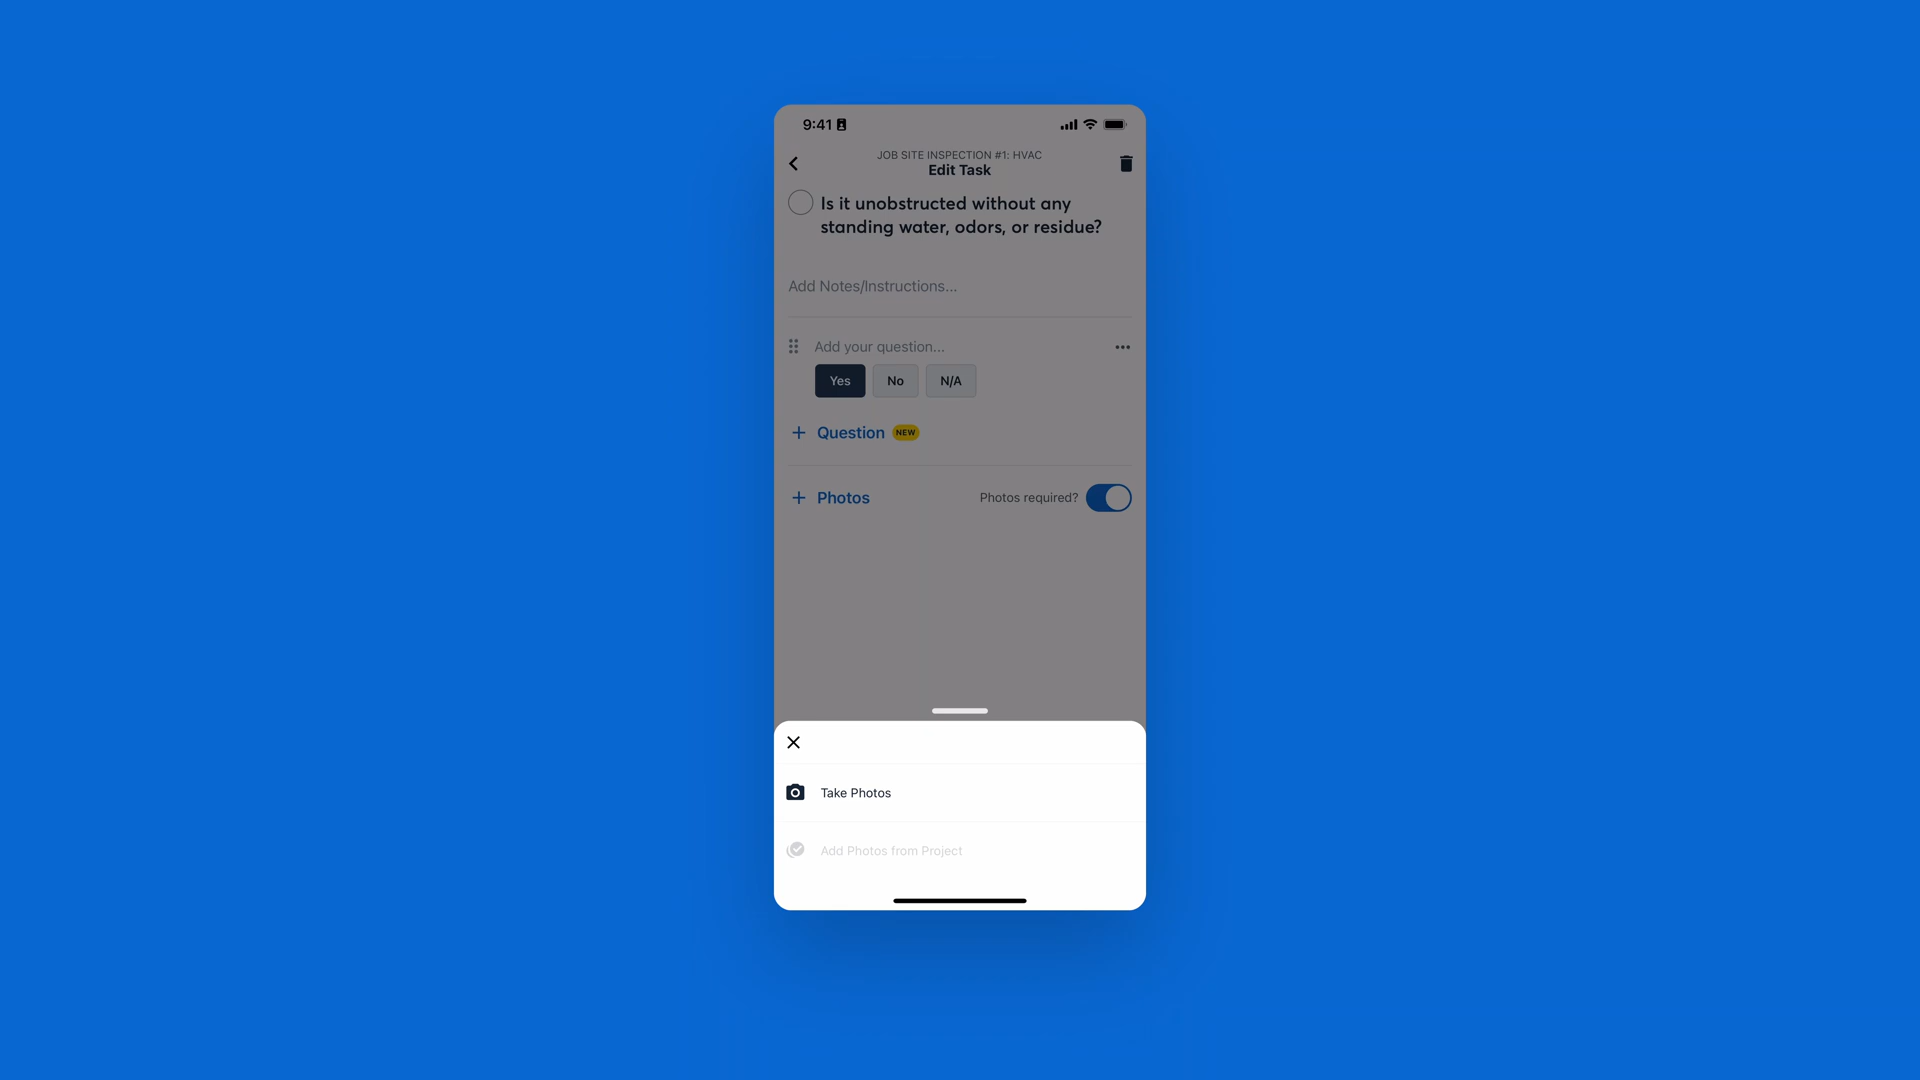 9:41
JOB SITE INSPECTION #1: HVAC
Edit Task
Is it unobstructed without any
standing water, odors, or residue?
Add Notes/Instructions...
Add your question...
Yes No N/A
Question NEW
Photos Photos required?
Take Photos
Add Photos from Project